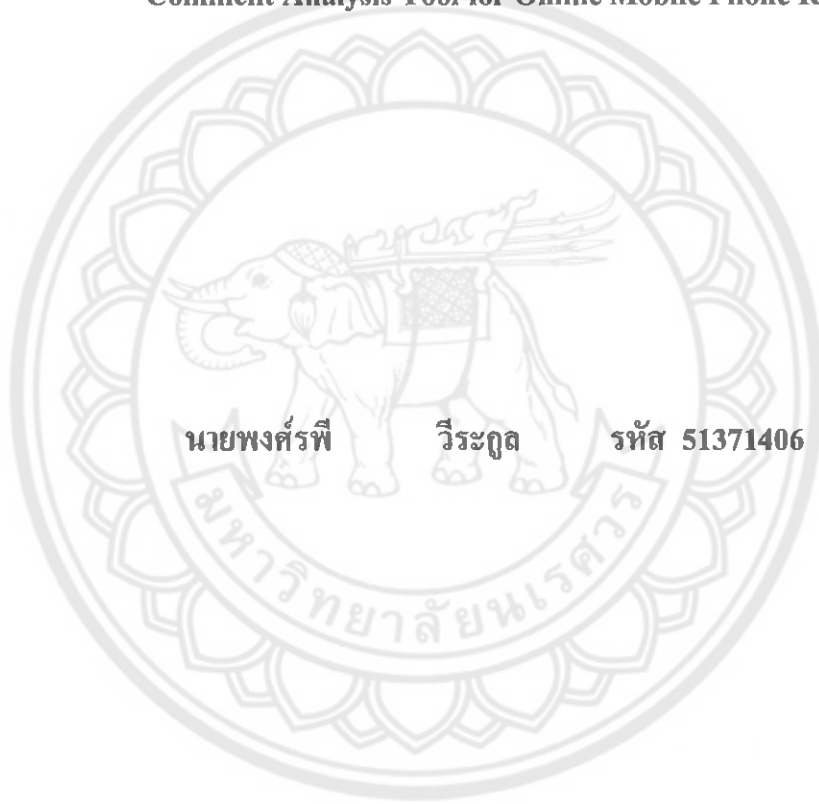 Comment Analysis Tool for Online Mobile Phone
นายพงศ์รพี วีระกูล รหัส 51371406
มหาวิทยาลัยนเรศวร